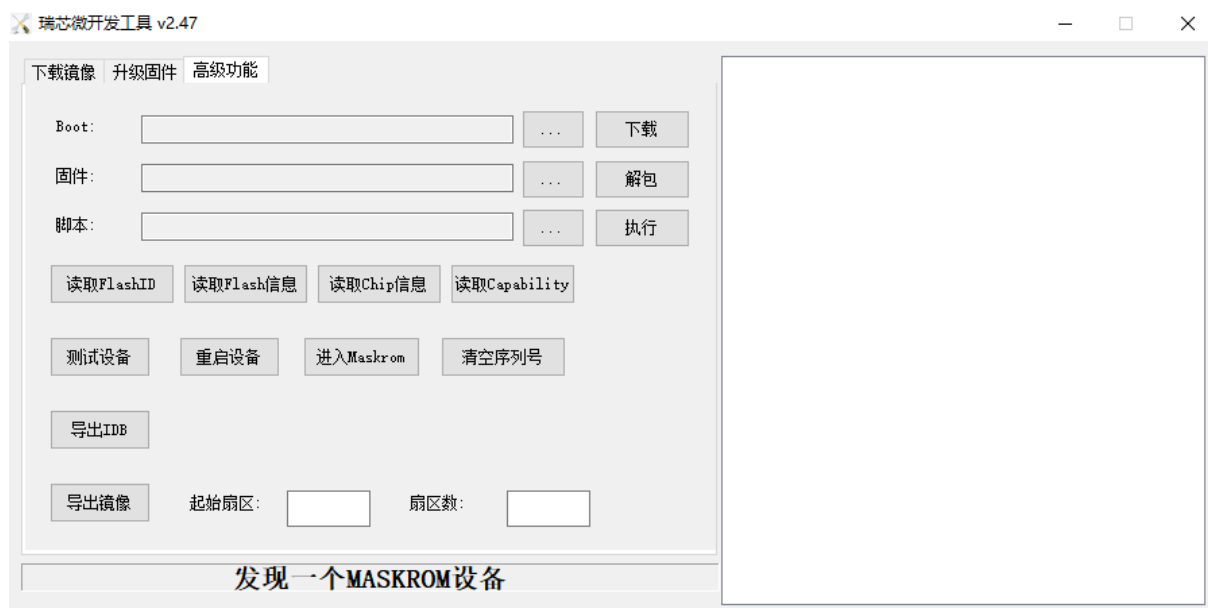 瑞芯微开发工具 v2.47
下载镜像 升级固件 高级功能
Boot: ... 下载
固件: ... 解包
脚本: ... 执行
读取FlashID 读取Flash信息 读取Chip信息 读取Capability
测试设备 重启设备 进入Maskrom 清空序列号
导出IDB
导出镜像 起始扇区: 扇区数:
发现一个MASKROM设备